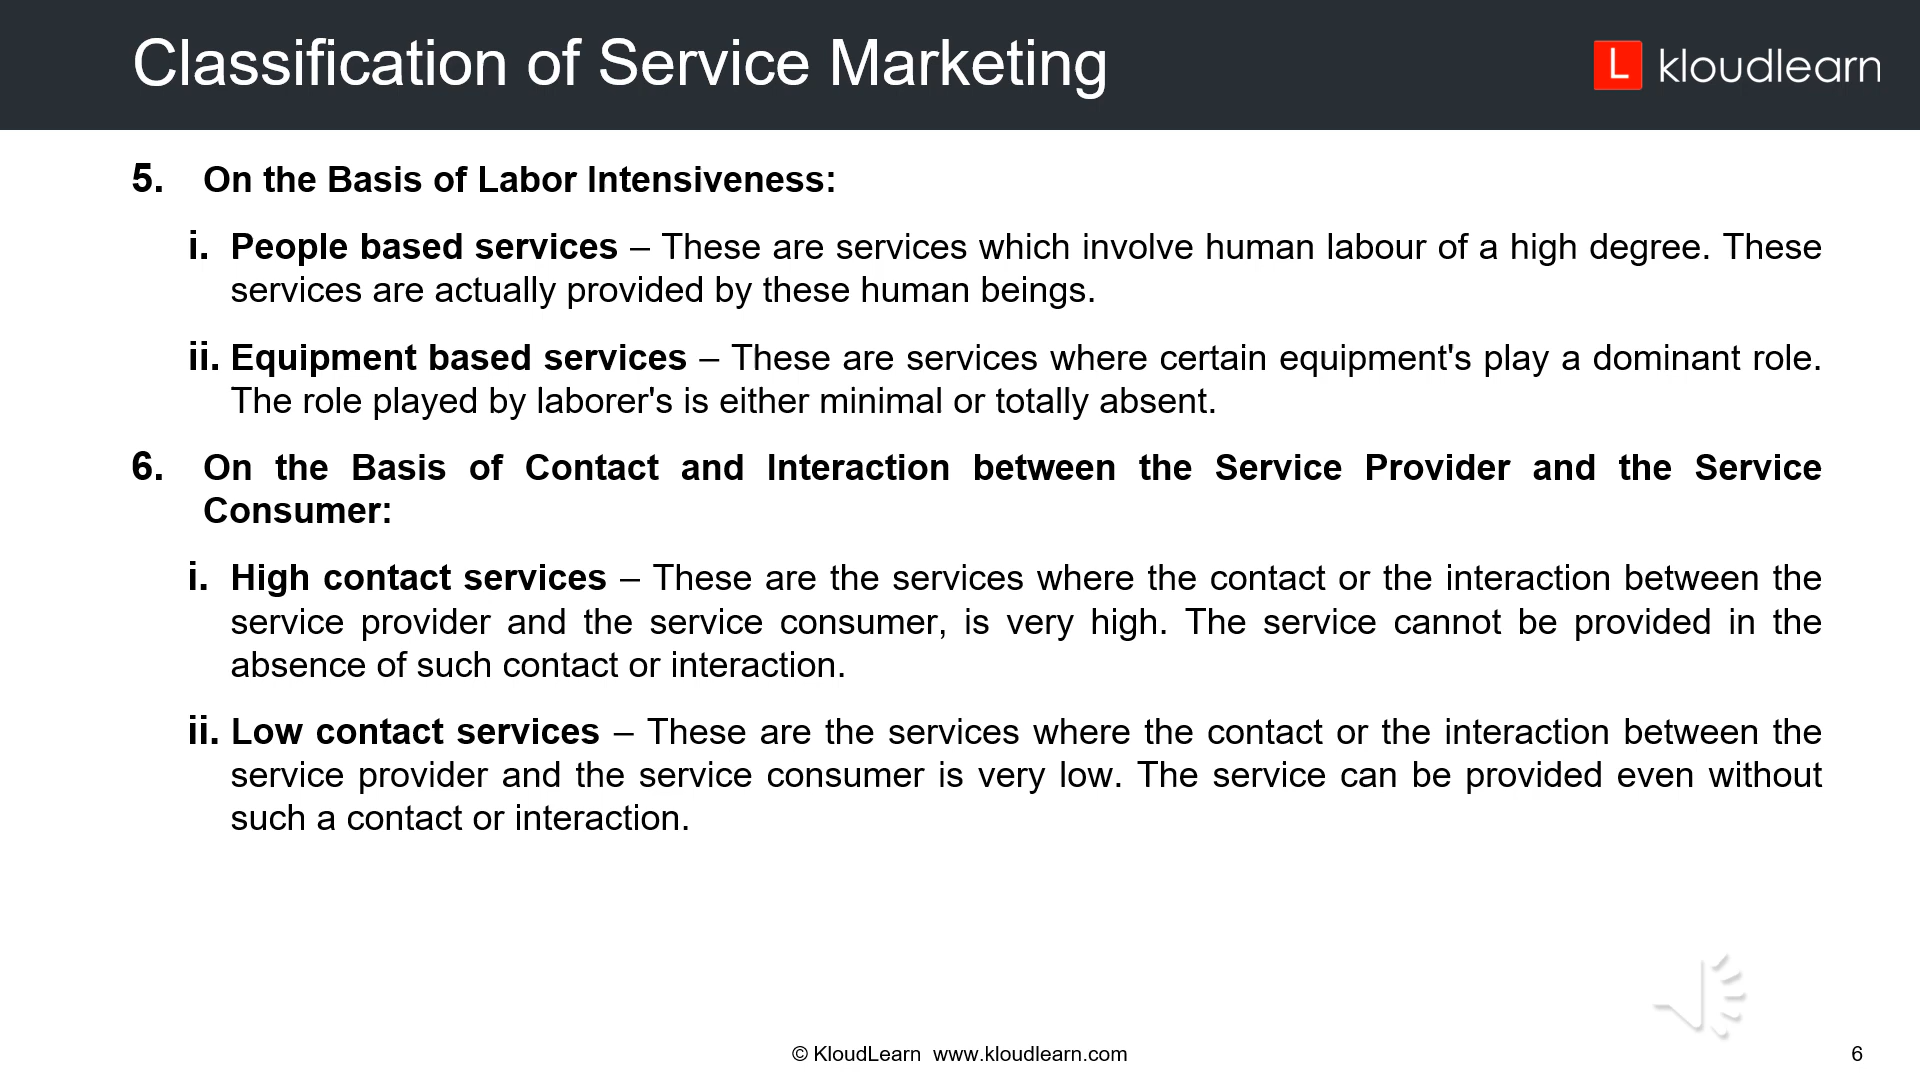 Classification of Service Marketing
L kloudlearn
5. On the Basis of Labor Intensiveness:
i. People based services – These are services which involve human labour of a high degree. These
services are actually provided by these human beings.
ii. Equipment based services – These are services where certain equipment's play a dominant role.
The role played by laborer's is either minimal or totally absent.
6. On the Basis of Contact and Interaction between the Service Provider and the Service
Consumer:
i. High contact services – These are the services where the contact or the interaction between the
service provider and the service consumer, is very high. The service cannot be provided in the
absence of such contact or interaction.
ii. Low contact services – These are the services where the contact or the interaction between the
service provider and the service consumer is very low. The service can be provided even without
such a contact or interaction.
© KloudLearn www.kloudlearn.com
6